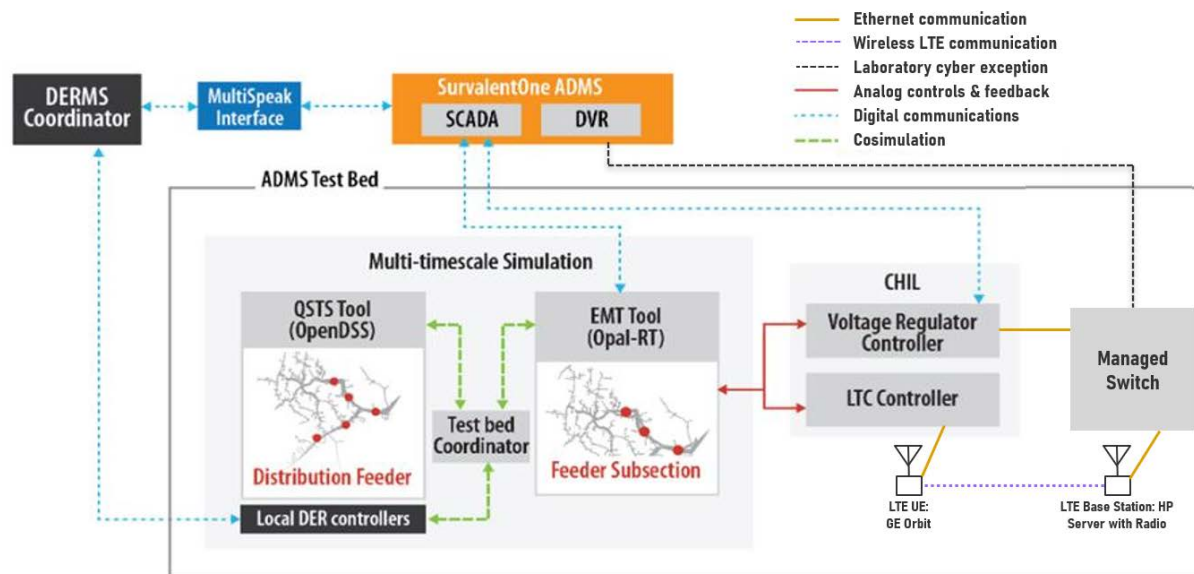 Ethernet communication
Wireless LTE communication
Laboratory cyber exception
Analog controls & feedback
Digital communications
Cosimulation
DERMS
Coordinator
MultiSpeak
Interface
SurvalentOne ADMS
SCADA
DVR
ADMS Test Bed
Multi-timescale Simulation
QSTS Tool
(OpenDSS)
Distribution Feeder
Local DER controllers
Test bed
Coordinator
EMT Tool
(Opal-RT)
Feeder Subsection
CHIL
Voltage Regulator
Controller
LTC Controller
Managed
Switch
LTE UE:
GE Orbit
LTE Base Station: HP
Server with Radio